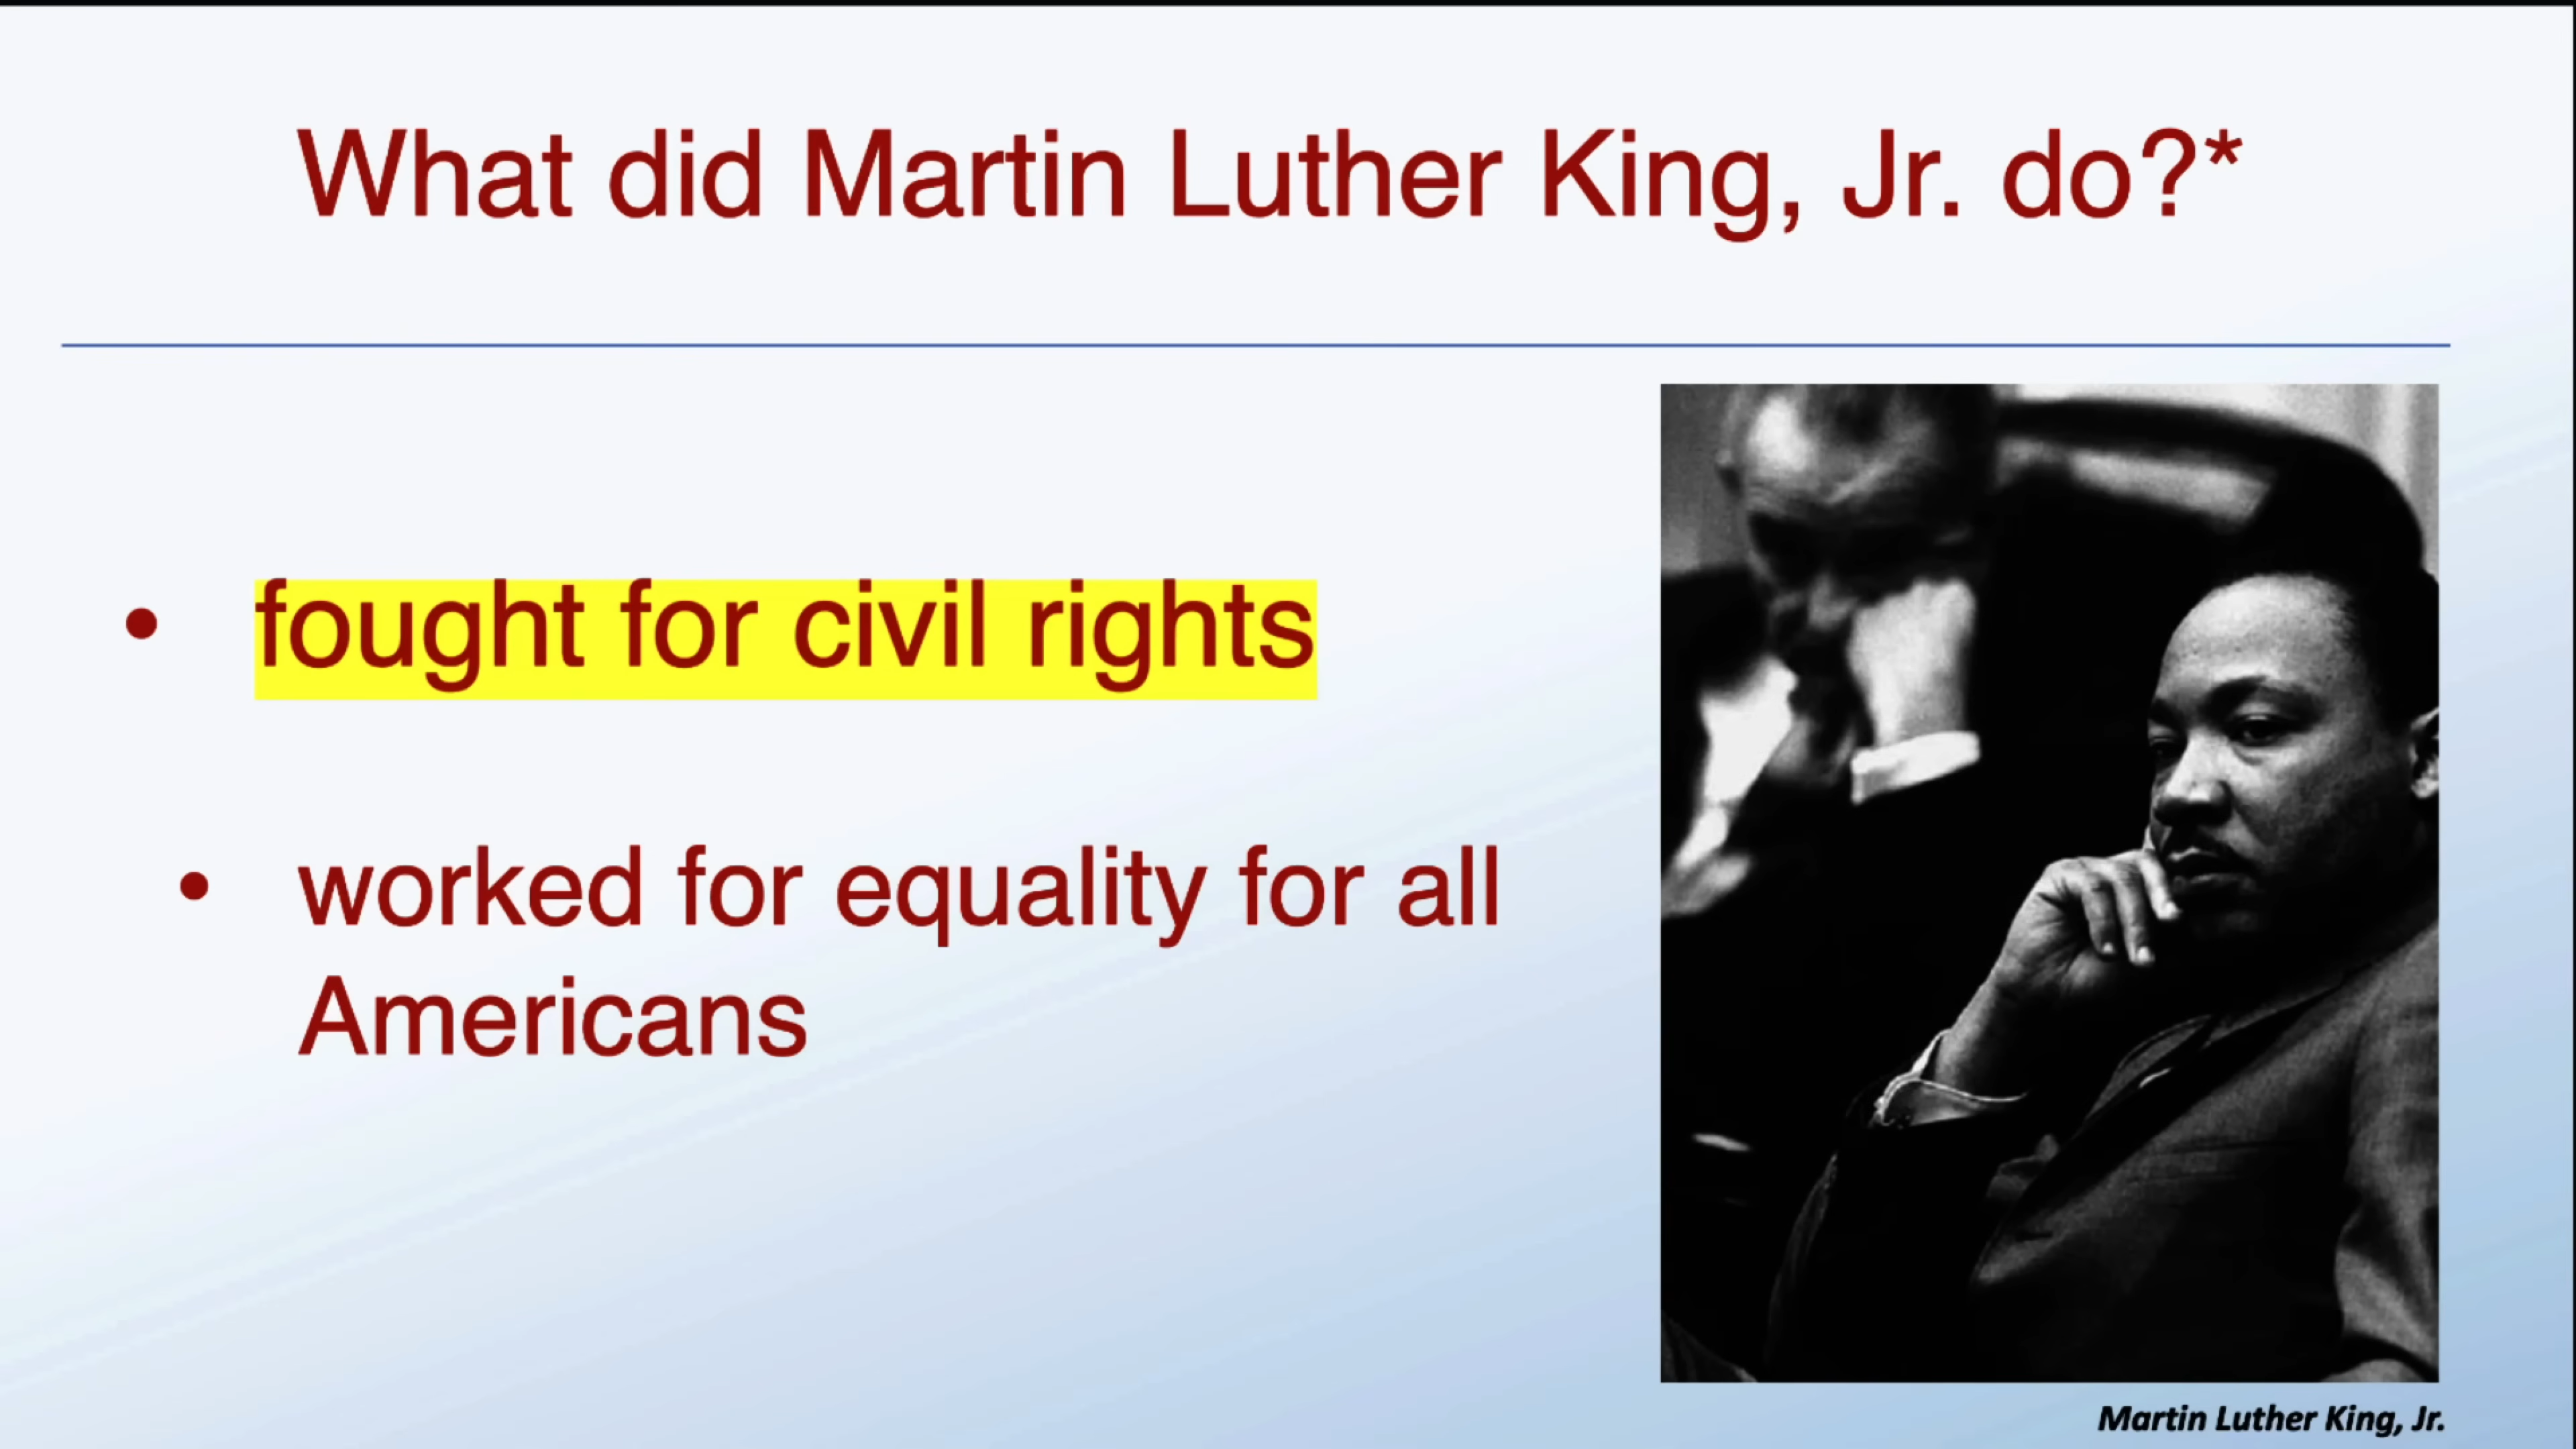 What did Martin Luther King, Jr. do?*
• fought for civil rights
• worked for equality for all
Americans
Martin Luther King, Jr.